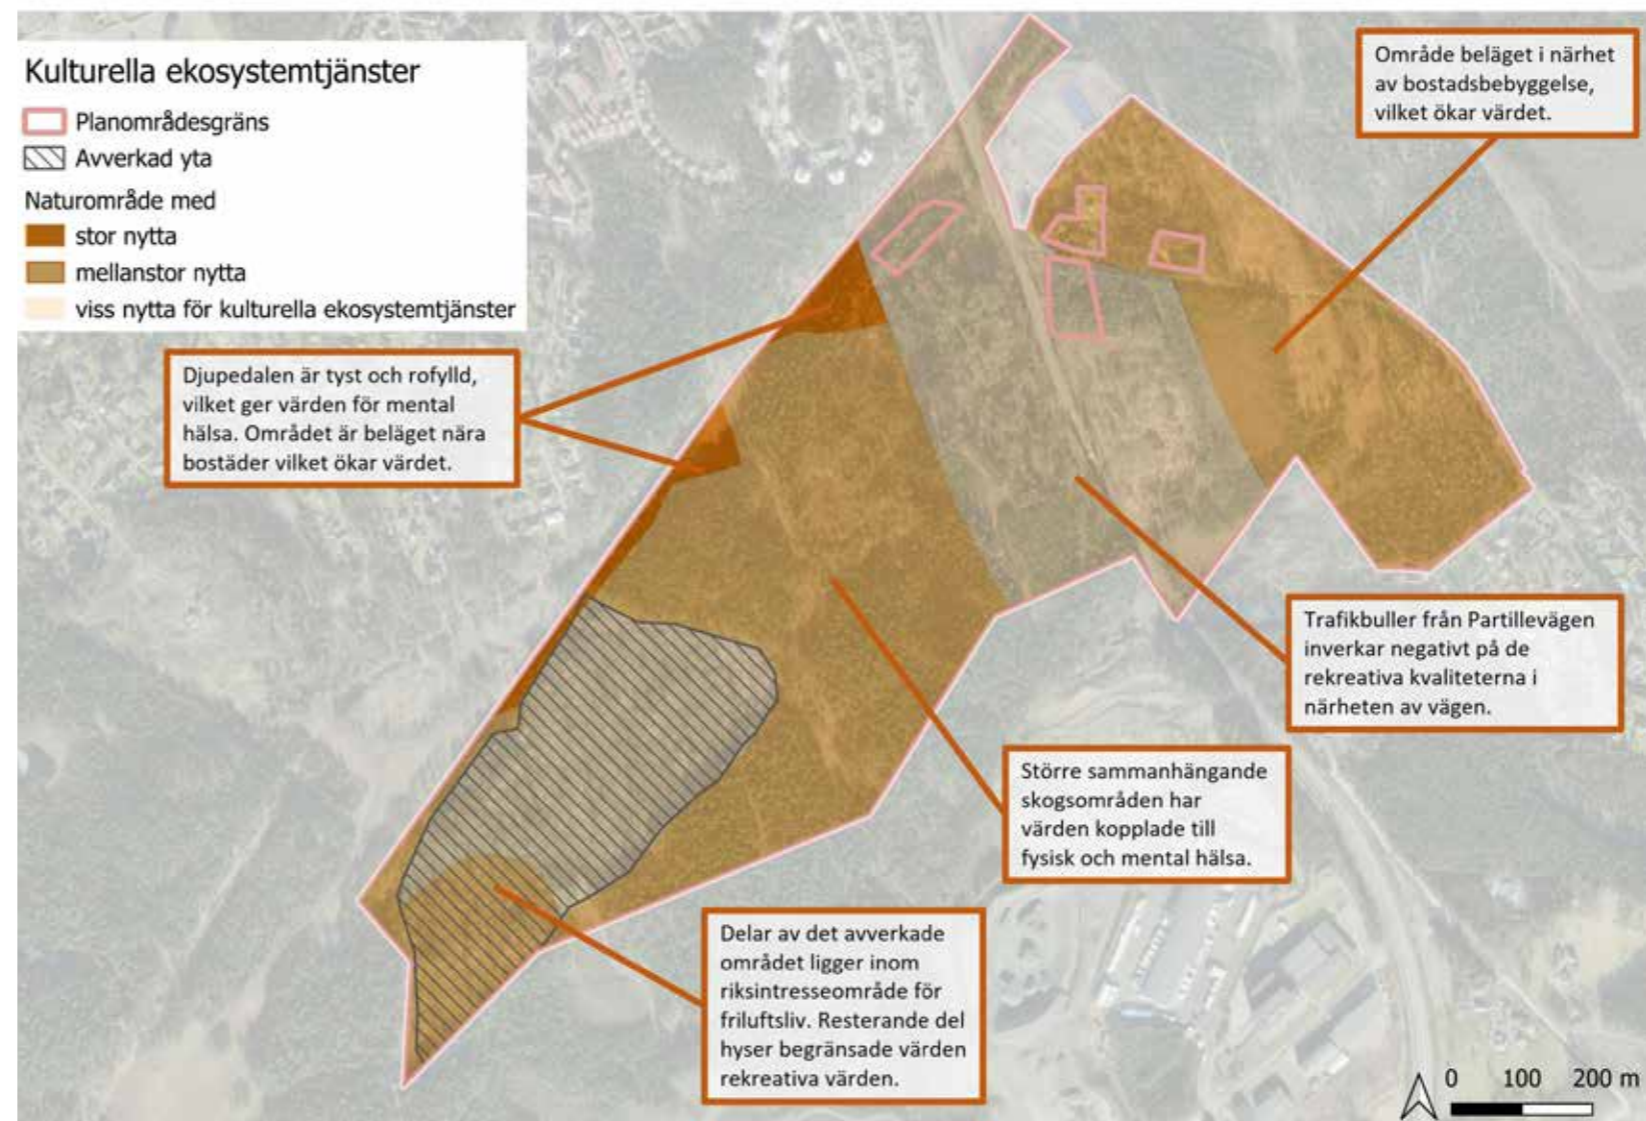 Kulturella ekosystemtjänster
Planområdesgräns
Avverkad yta
Naturområde med
stor nytta
mellanstor nytta
viss nytta för kulturella ekosystemtjänster
Område beläget i närhet
av bostadsbebyggelse,
vilket ökar värdet.
Djupedalen är tyst och rofylld,
vilket ger värden för mental
hälsa. Området är beläget nära
bostäder vilket ökar värdet.
Trafikbuller från Partillevägen
inverkar negativt på de
rekreativa kvaliteterna i
närheten av vägen.
Större sammanhängande
skogsområden har
värden kopplade till
fysisk och mental hälsa.
Delar av det avverkade
området ligger inom
riksintresseområde för
friluftsliv. Resterande del
hyser begränsade värden
rekreativa värden.
0 100 200 m